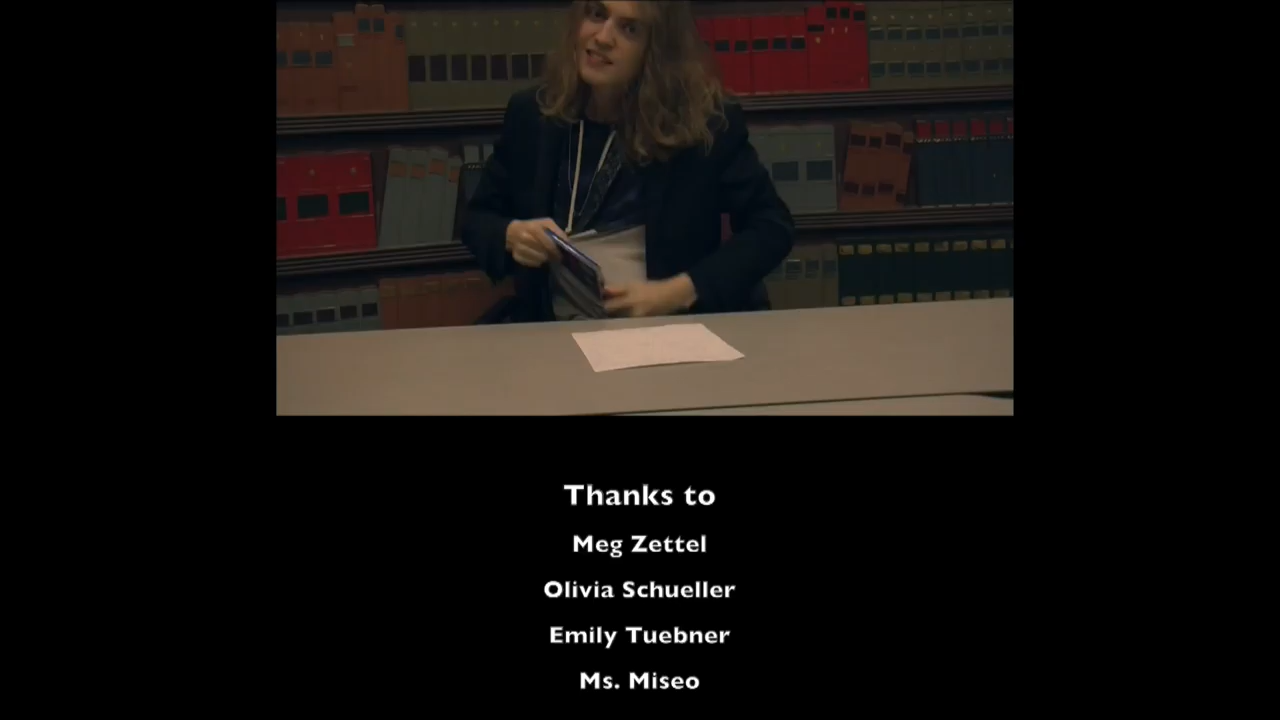 Thanks to
Meg Zettel
Olivia Schueller
Emily Tuebner
Ms. Miseo